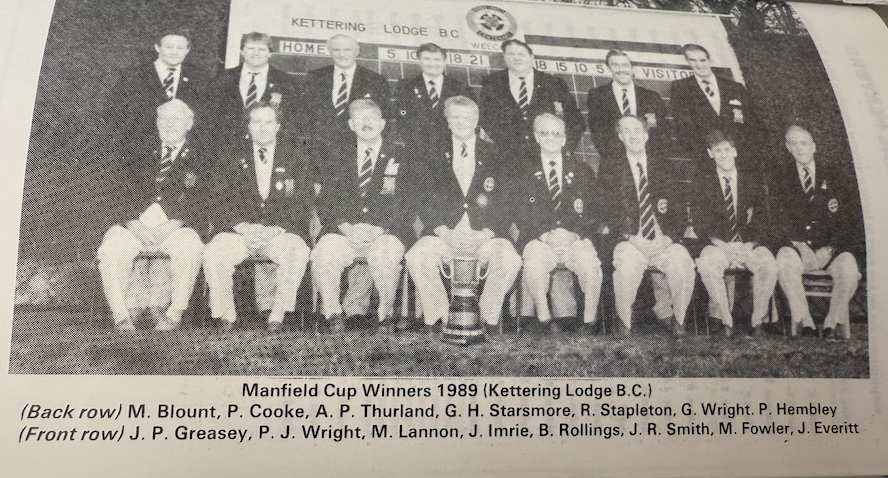 KETTERING LODGE B C
HOME 5 10 18 21 WELC 18 15 10 5 VISITOR
Manfield Cup Winners 1989 (Kettering Lodge B.C.)
(Back row) M. Blount, P. Cooke, A. P. Thurland, G. H. Starsmore, R. Stapleton, G. Wright. P. Hembley
(Front row) J. P. Greasey, P. J. Wright, M. Lannon, J. Imrie, B. Rollings, J. R. Smith, M. Fowler, J. Everitt